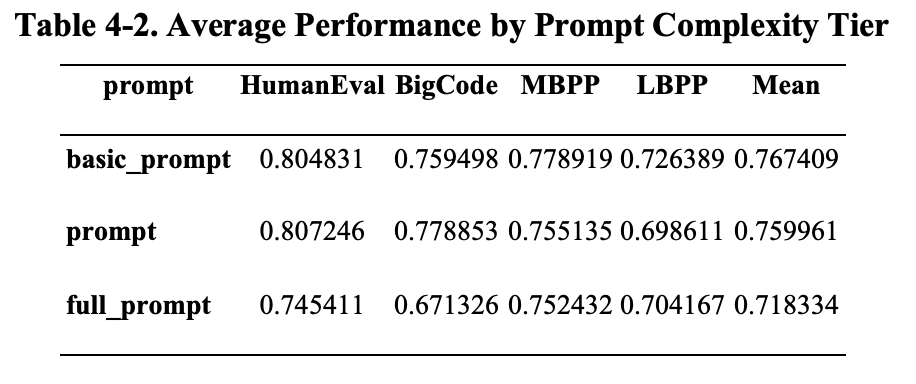 Table 4-2. Average Performance by Prompt Complexity Tier
prompt HumanEval BigCode MBPP LBPP Mean
basic_prompt 0.804831 0.759498 0.778919 0.726389 0.767409
prompt 0.807246 0.778853 0.755135 0.698611 0.759961
full_prompt 0.745411 0.671326 0.752432 0.704167 0.718334